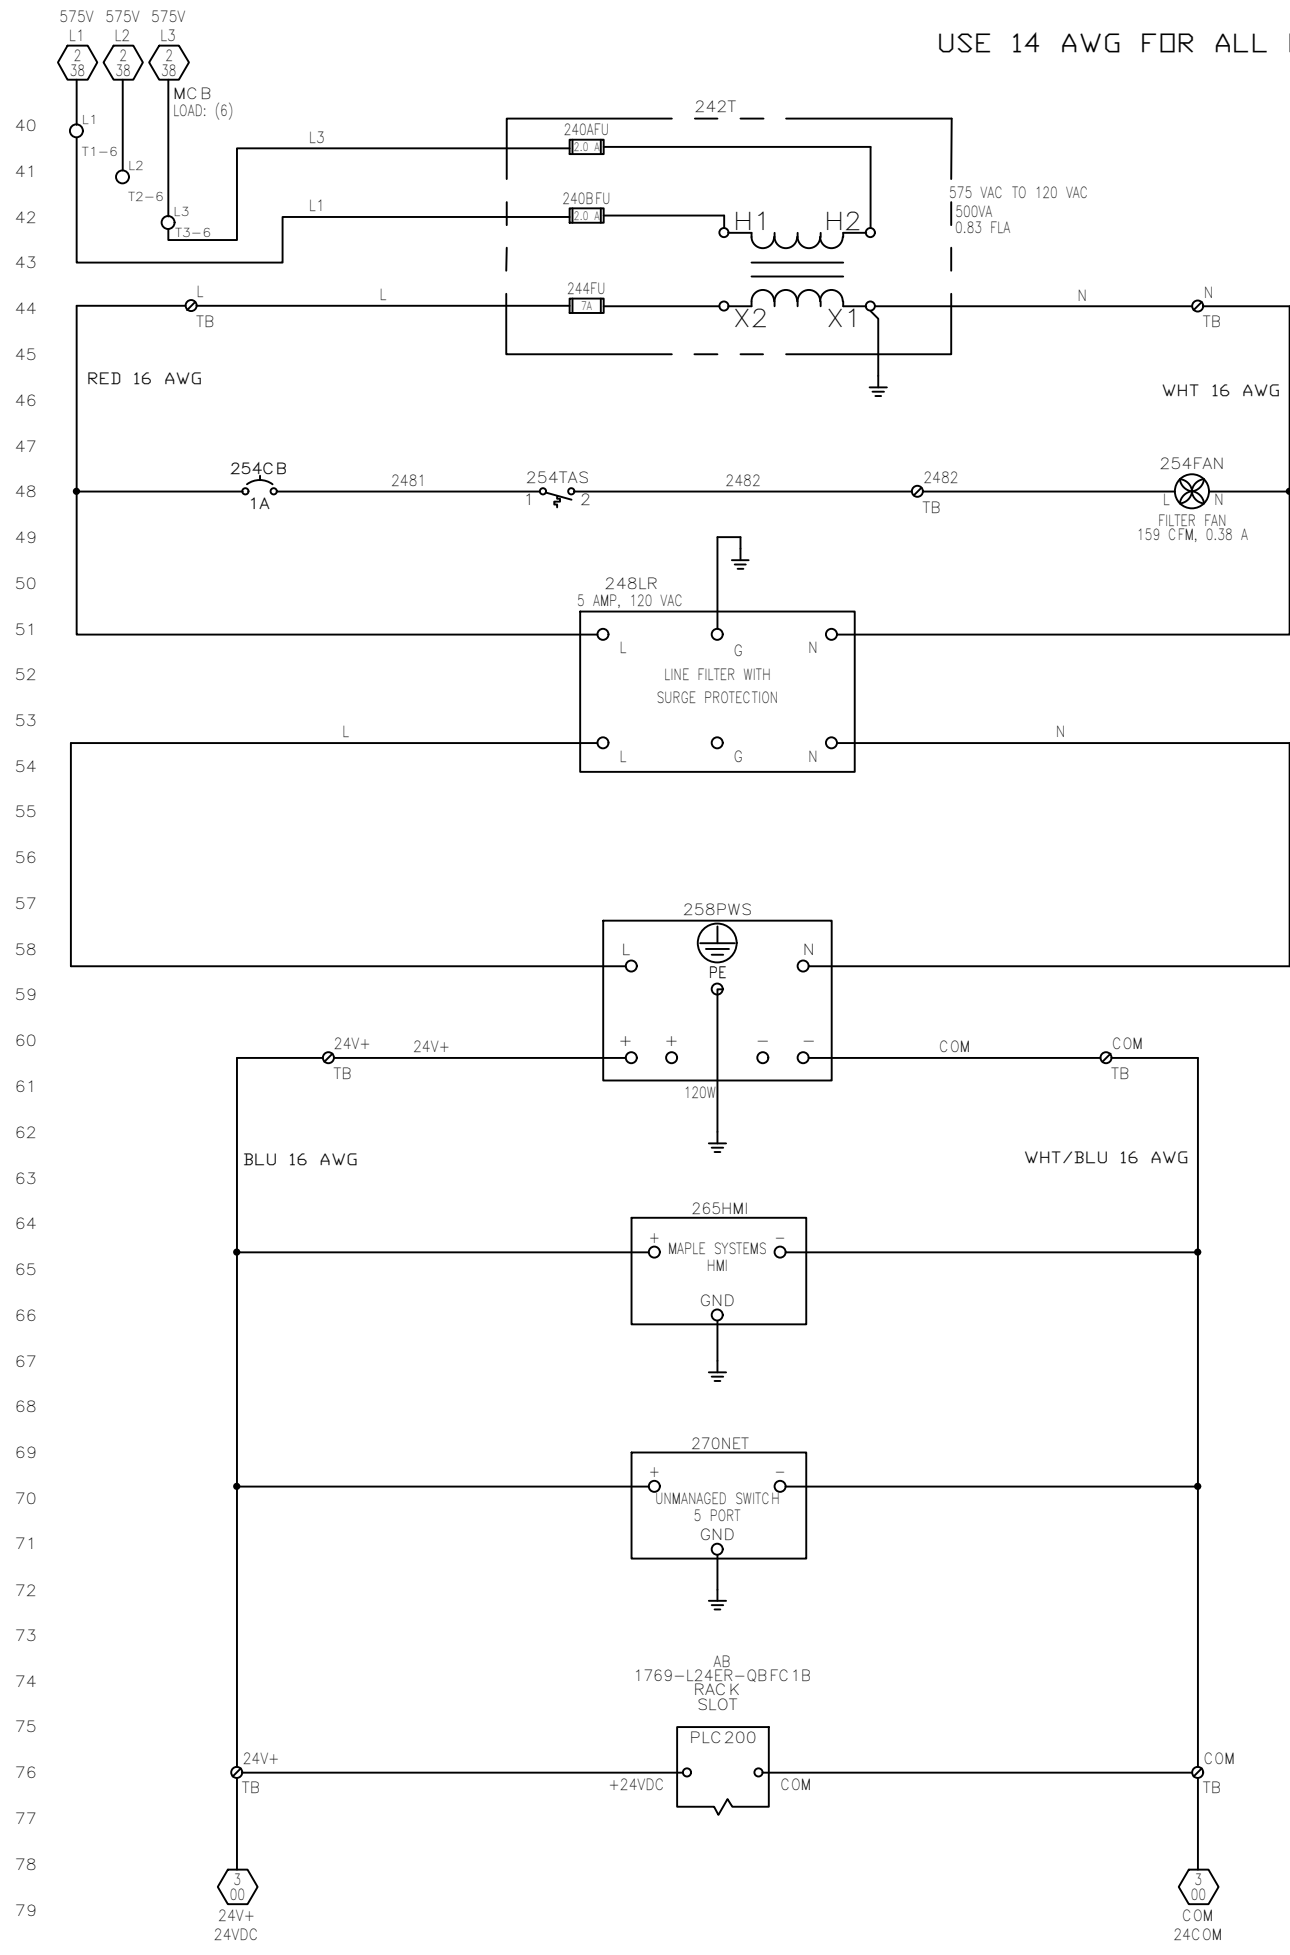 575V 575V 575V
L1 L2 L3
2 2 2
38 38 38
USE 14 AWG FOR ALL
MCB
LOAD: (6)
242T
40 L1 L3 240AFU
2.0 A
T1-6
41 L2
T2-6
240BFU
575 VAC TO 120 VAC
42 L3 L1 2.0 A H1 H2 500VA
T3-6 0.83 FLA
43
244FU
44 L L 7A N N
TB X2 X1 TB
45
RED 16 AWG
WHT 16 AWG
46
47
254CB 254TAS 254FAN
48 2481 2482 2482
1A 1 2 TB L N
FILTER FAN
49 159 CFM, 0.38 A
50 248LR
5 AMP, 120 VAC
51
L G N
52 LINE FILTER WITH
SURGE PROTECTION
53
L N
54 L G N
55
56
57 258PWS
58 L N
PE
59
60 24V+ 24V+ + + - - COM COM
61 TB TB
120W
62
BLU 16 AWG WHT/BLU 16 AWG
63
64 265HMI
+ MAPLE SYSTEMS -
65 HMI
66 GND
67
68
69 270NET
+ -
70 UNMANAGED SWITCH
5 PORT
71 GND
72
73
AB
74 1769-L24ER-QBFC1B
RACK
SLOT
75 PLC200
76 24V+ COM
TB +24VDC COM TB
77
78
3 3
00 00
79 24V+ COM
24VDC 24COM